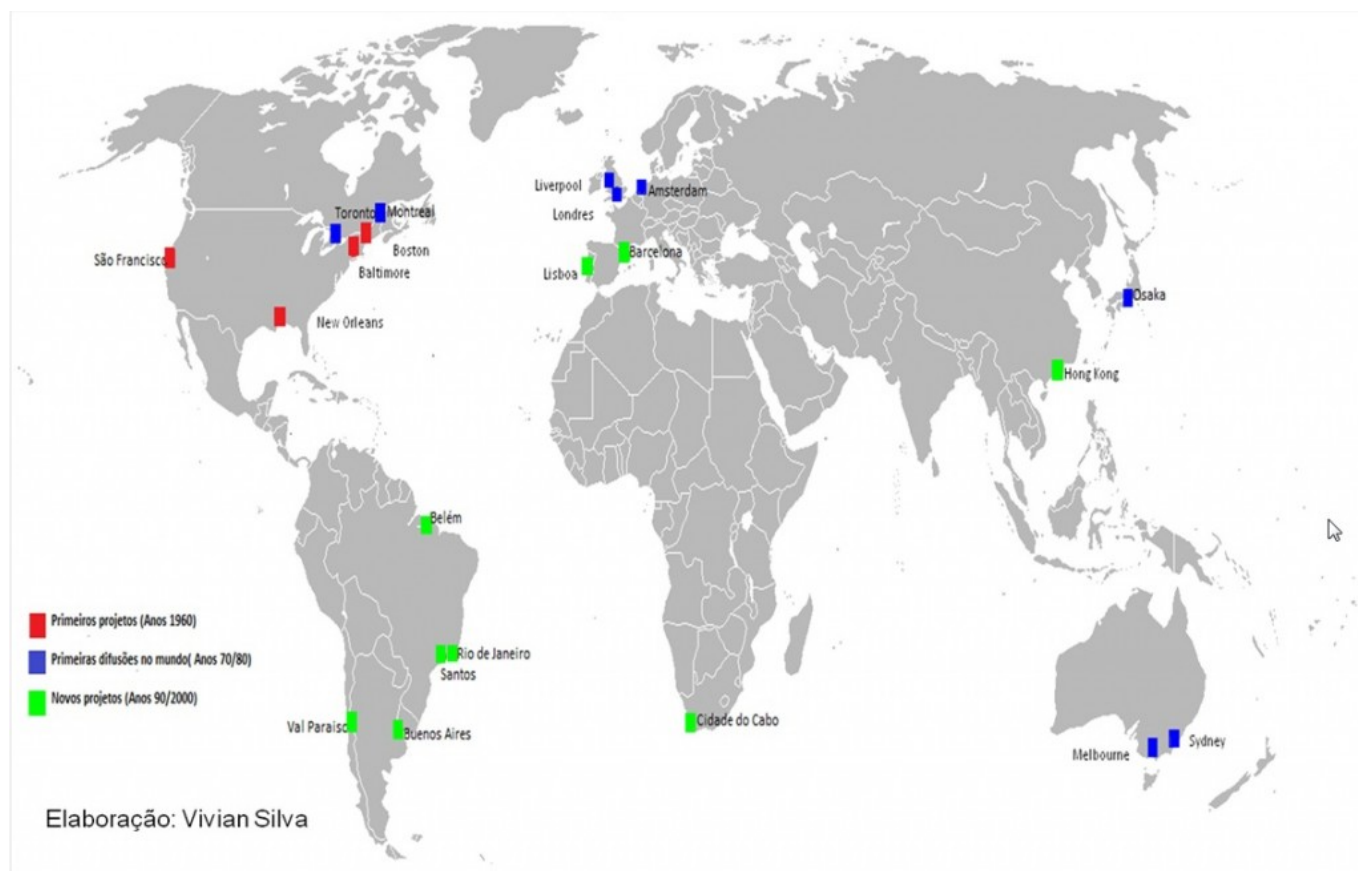 Liverpool
Amsterdam
Londres
Toronto
Montreal
São Francisco
Boston
Baltimore
Barcelona
Lisboa
Osaka
New Orleans
Hong Kong
Belém
Primeiros projetos (Anos 1960)
Primeiras difusões no mundo( Anos 70/80)
Novos projetos (Anos 90/2000)
Rio de Janeiro
Santos
Val Paraiso
Buenos Aires
Cidade do Cabo
Melbourne
Sydney
Elaboração: Vivian Silva